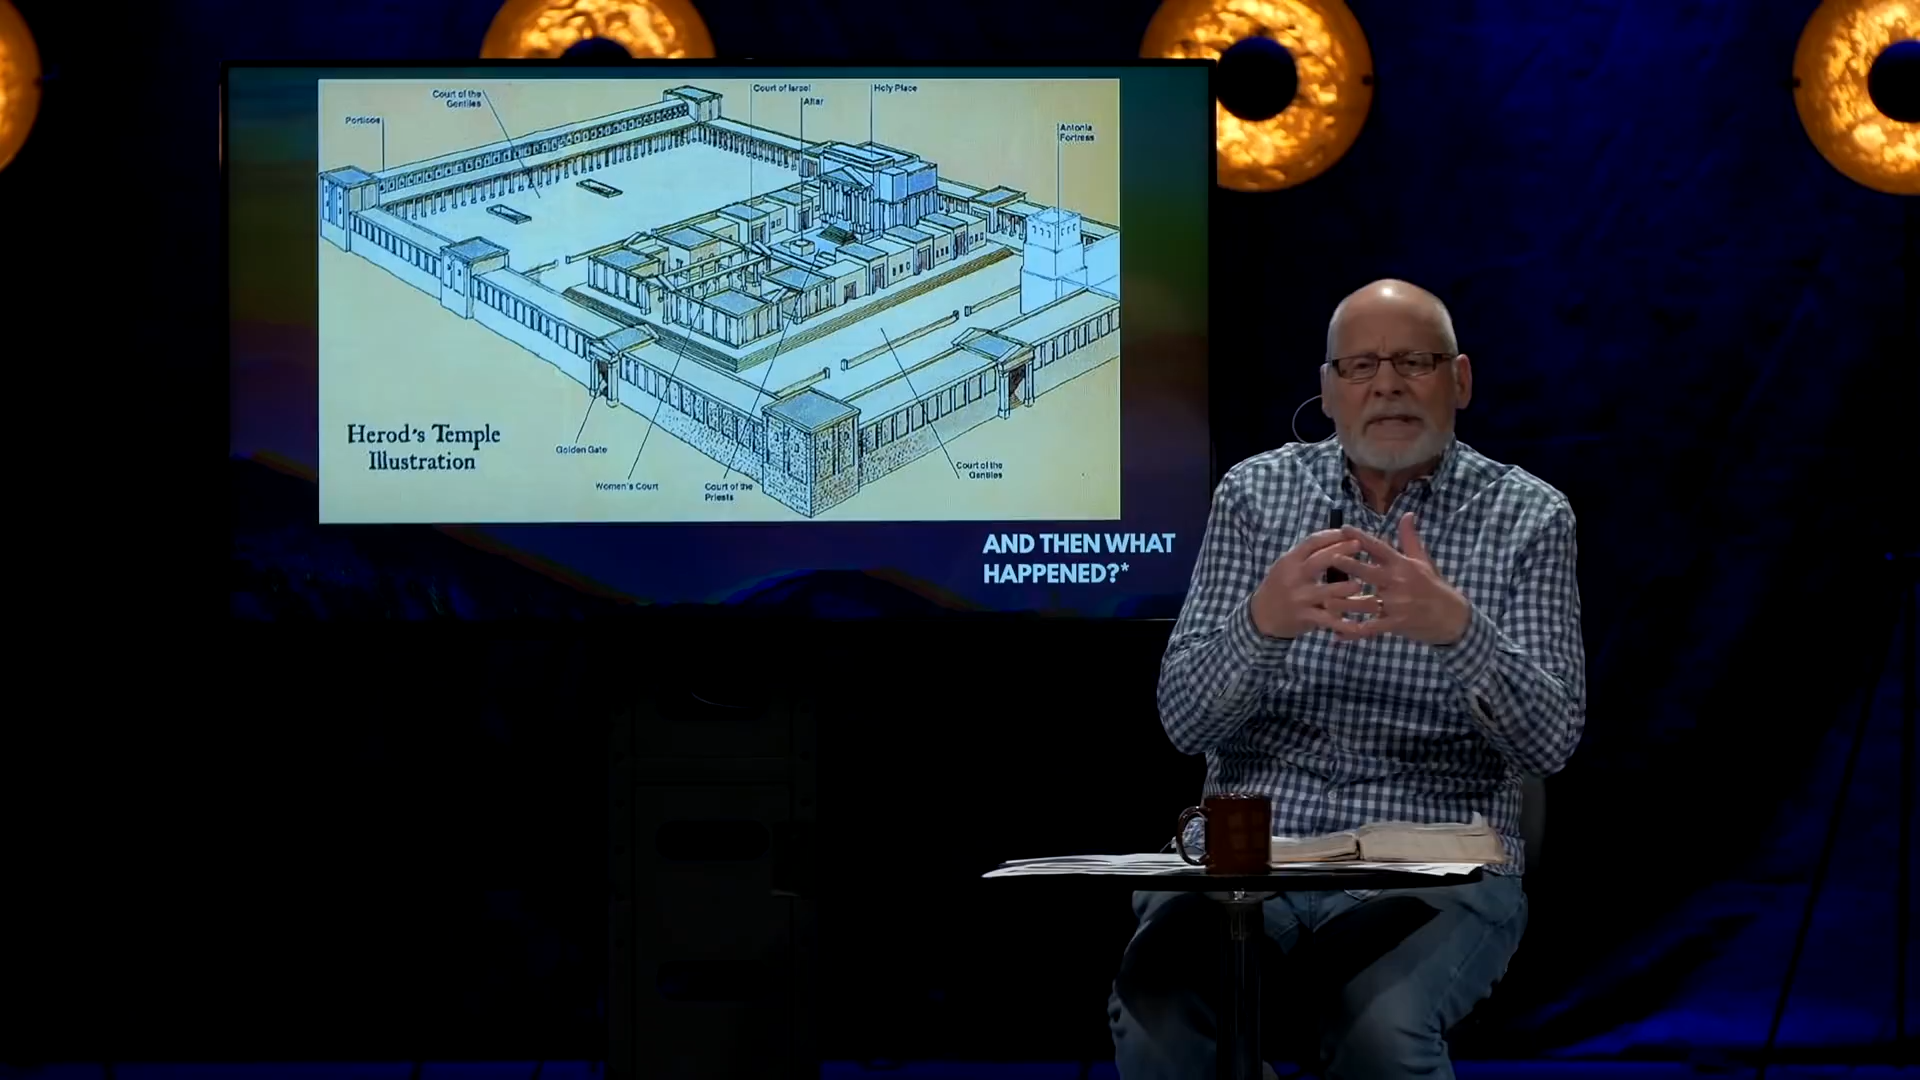 Court of the
Gentiles
Porticos
Court of Israel
Altar
Holy Place
Antonia
Fortress
Herod's Temple
Illustration
Golden Gate
Women's Court
Court of the
Priests
Court of the
Gentiles
AND THEN WHAT
HAPPENED?*